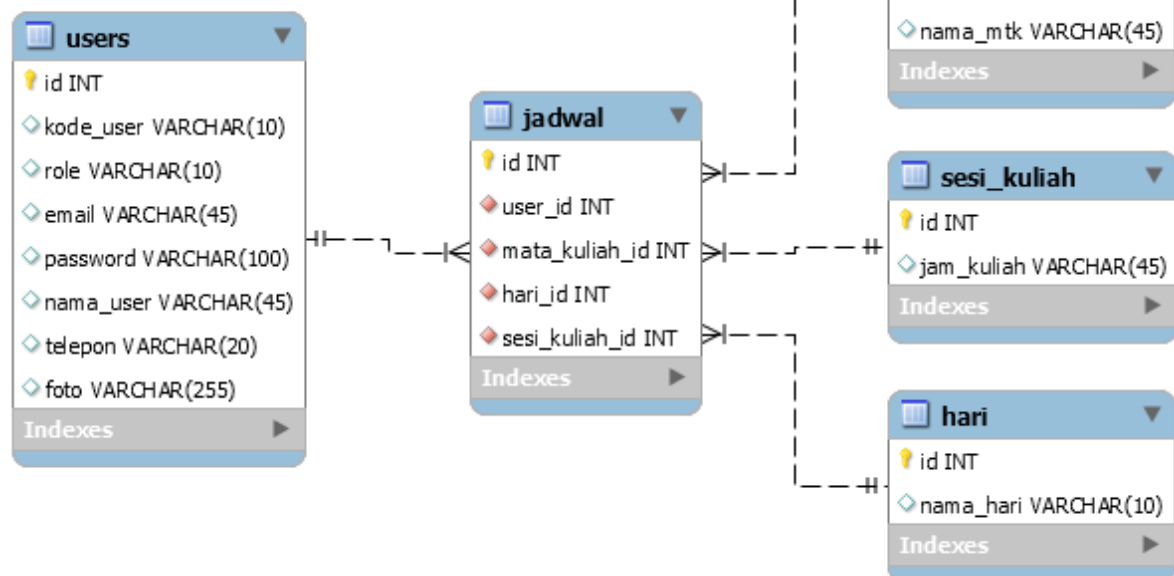 users
id INT
kode_user VARCHAR(10)
role VARCHAR(10)
email VARCHAR(45)
password VARCHAR(100)
nama_user VARCHAR(45)
telepon VARCHAR(20)
foto VARCHAR(255)
Indexes
jadwal
id INT
user_id INT
mata_kuliah_id INT
hari_id INT
sesi_kuliah_id INT
Indexes
nama_mtk VARCHAR(45)
Indexes
sesi_kuliah
id INT
jam_kuliah VARCHAR(45)
Indexes
hari
id INT
nama_hari VARCHAR(10)
Indexes